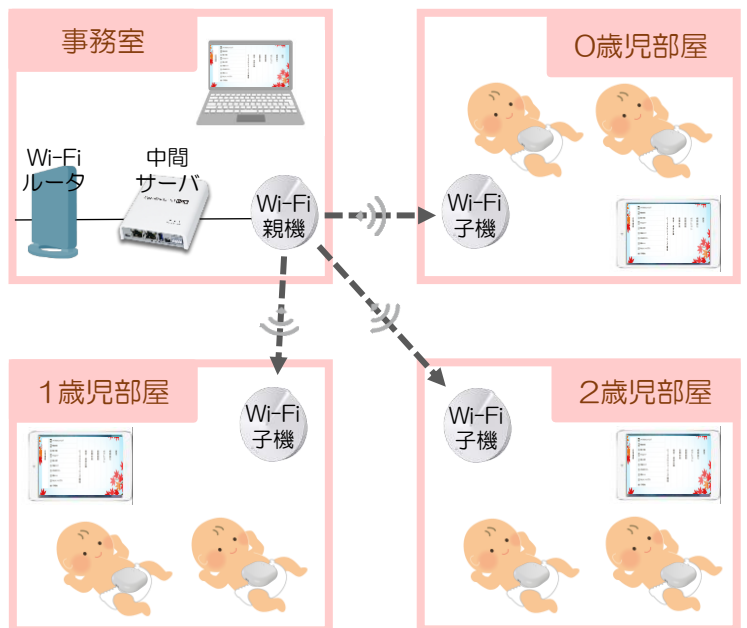 事務室
Wi-Fi
ルータ
中間
サーバ
Wi-Fi
親機
0歳児部屋
Wi-Fi
子機
1歳児部屋
Wi-Fi
子機
2歳児部屋
Wi-Fi
子機